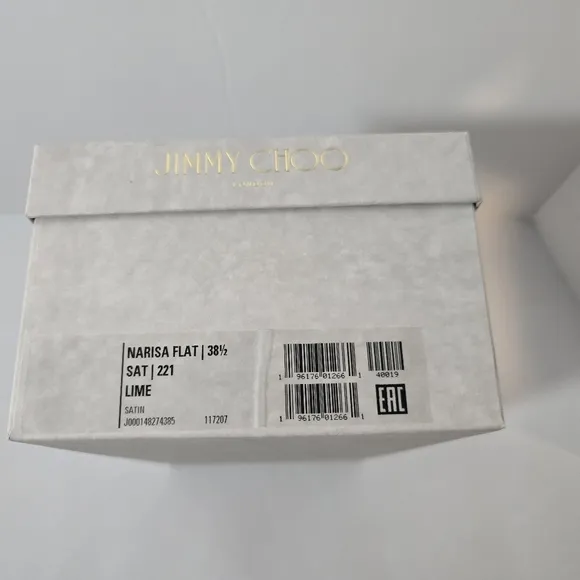 JIMMY CHOO
NARISA FLAT | 38½
SAT | 221
LIME
SATIN
J000148274385 117207
1 96176 01266 1
40019
1 96176 01266 1
EAC